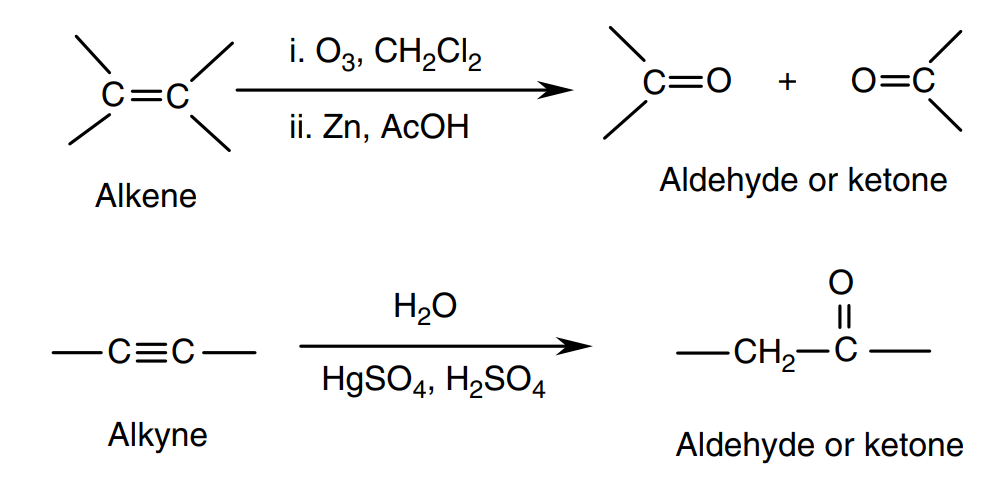 i. O3, CH2Cl2
C=C
C=O + O=C
ii. Zn, AcOH
Alkene
Aldehyde or ketone
O
H2O
C≡C
CH2—C
HgSO4, H2SO4
Alkyne
Aldehyde or ketone